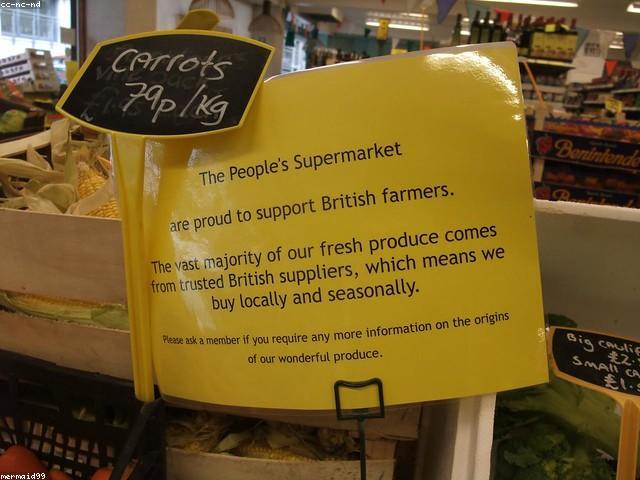 cc-nc-nd
Carrots
79p/kg
The People's Supermarket
are proud to support British farmers.
The vast majority of our fresh produce comes
from trusted British suppliers, which means we
buy locally and seasonally.
Please ask a member if you require any more information on the origins
of our wonderful produce.
Big
£2.
Small
£1.
mermaid99